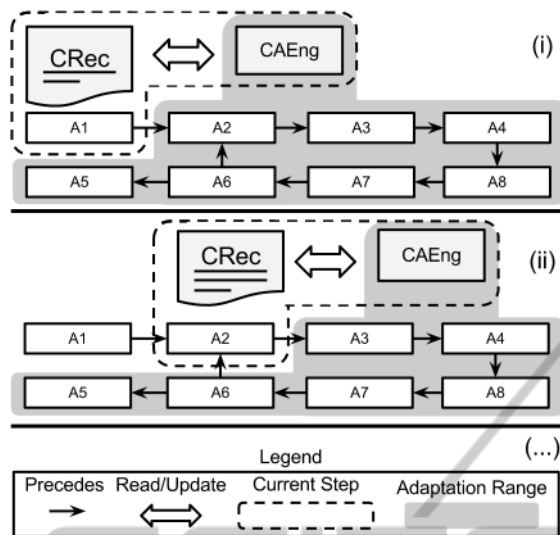 CRec CAEng (i)
A1 A2 A3 A4
A5 A6 A7 A8
CRec CAEng (ii)
A1 A2 A3 A4
A5 A6 A7 A8
(...)
Legend
Precedes Read/Update Current Step Adaptation Range